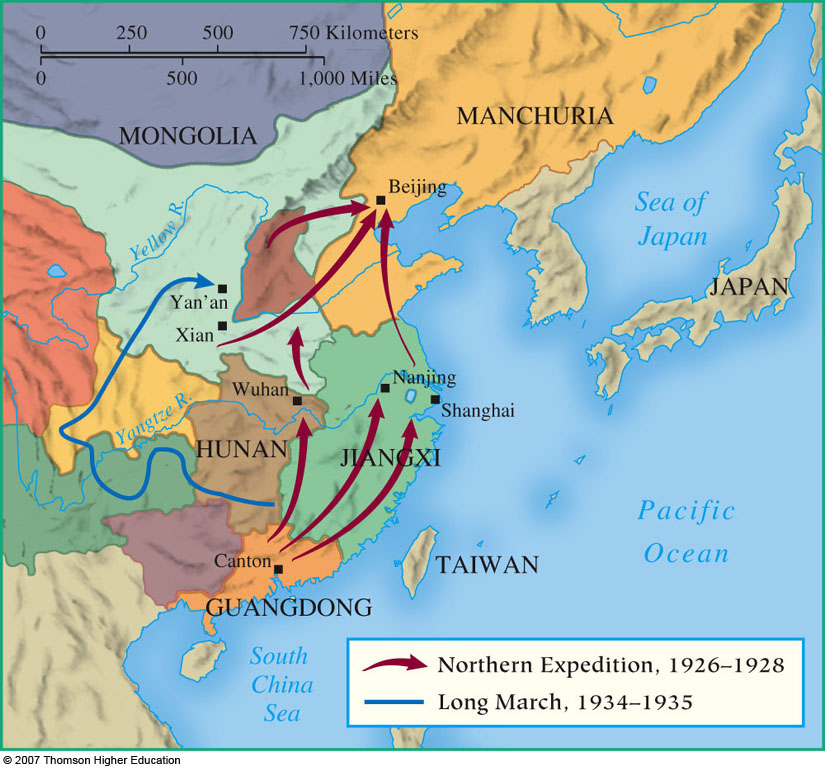 0 250 500 750 Kilometers
0 500 1,000 Miles
MONGOLIA
MANCHURIA
Beijing
Sea of
Japan
Yellow R.
JAPAN
Yan'an
Xian
Nanjing
Wuhan
Shanghai
Yangtze R.
HUNAN
JIANGXI
Pacific
Ocean
Canton
TAIWAN
GUANGDONG
South
China
Sea
Northern Expedition, 1926–1928
Long March, 1934–1935
© 2007 Thomson Higher Education